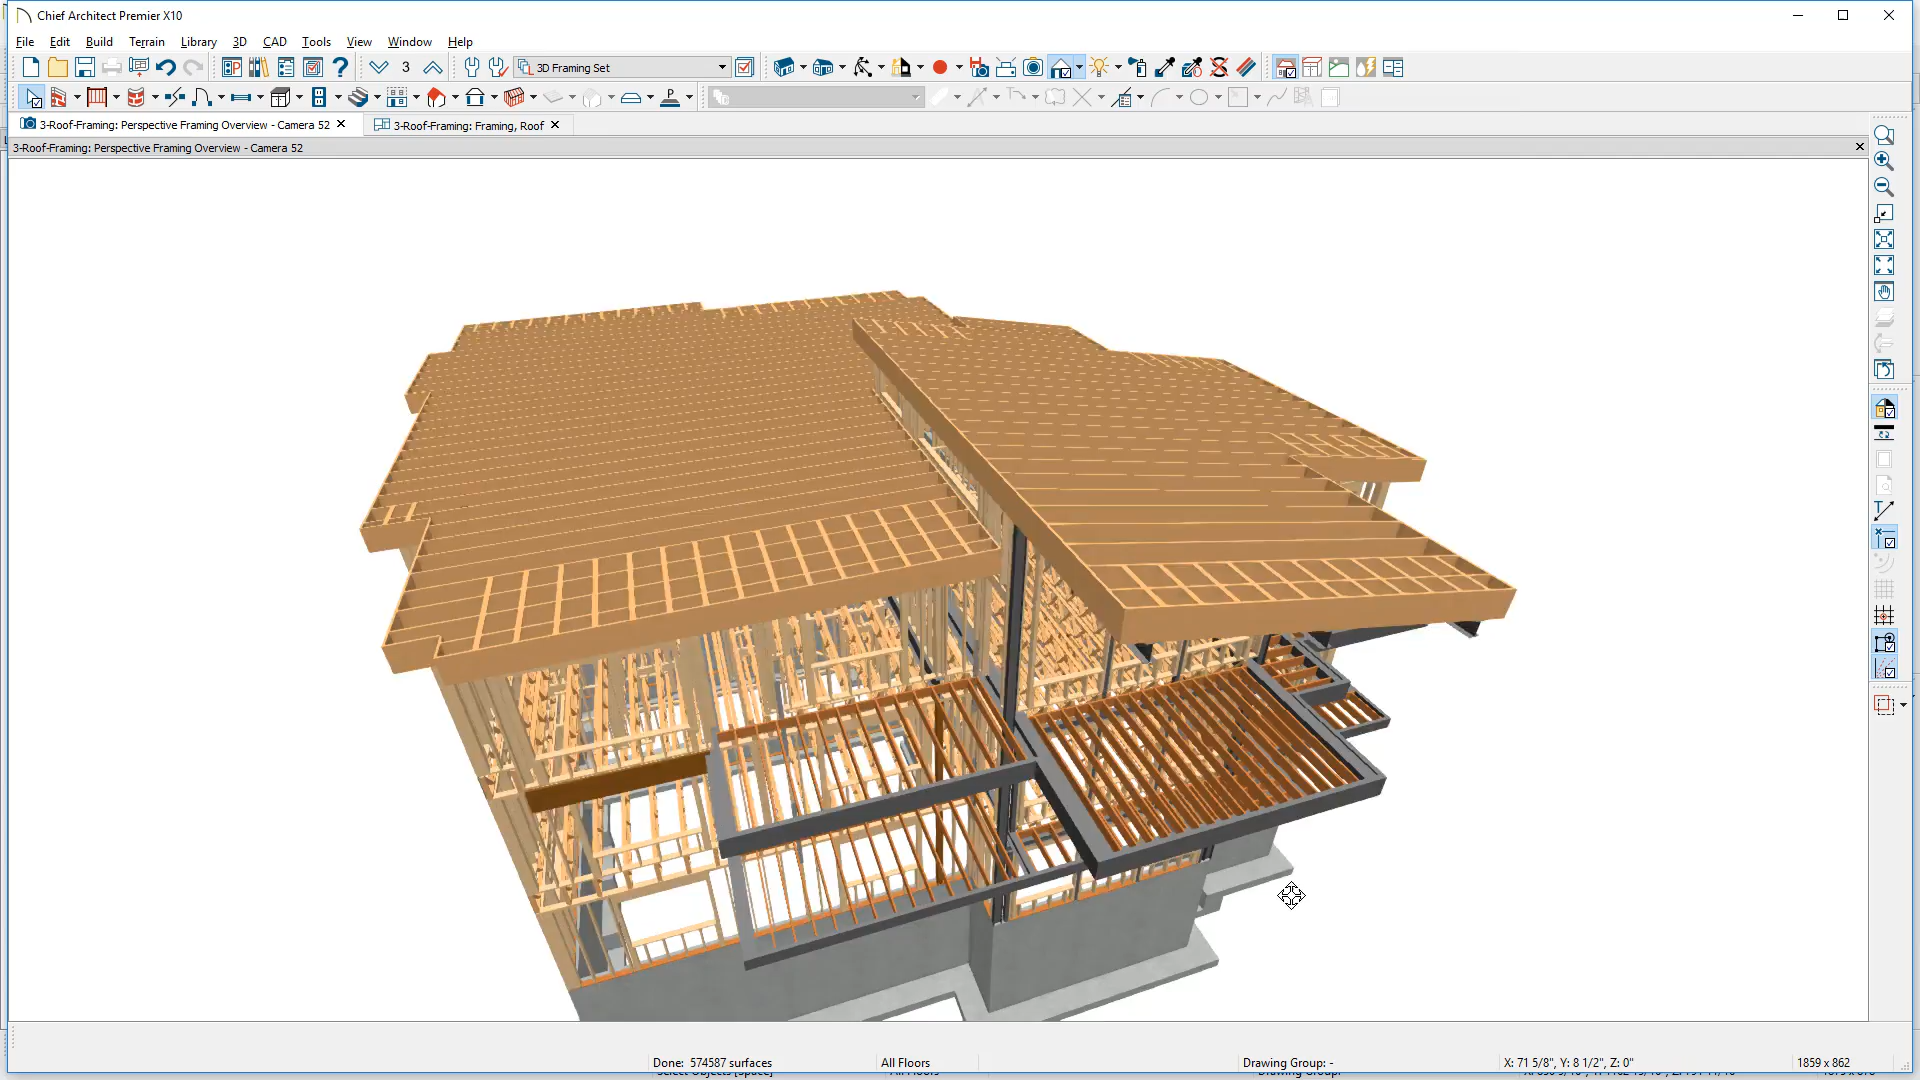 Chief Architect Premier X10
File Edit Build Terrain Library 3D CAD Tools View Window Help
3 3D Framing Set
P
3-Roof-Framing: Perspective Framing Overview - Camera 52 3-Roof-Framing: Framing, Roof
3-Roof-Framing: Perspective Framing Overview - Camera 52
Done: 574587 surfaces All Floors Drawing Group: - X: 71 5/8", Y: 8 1/2", Z: 0" 1859 x 862